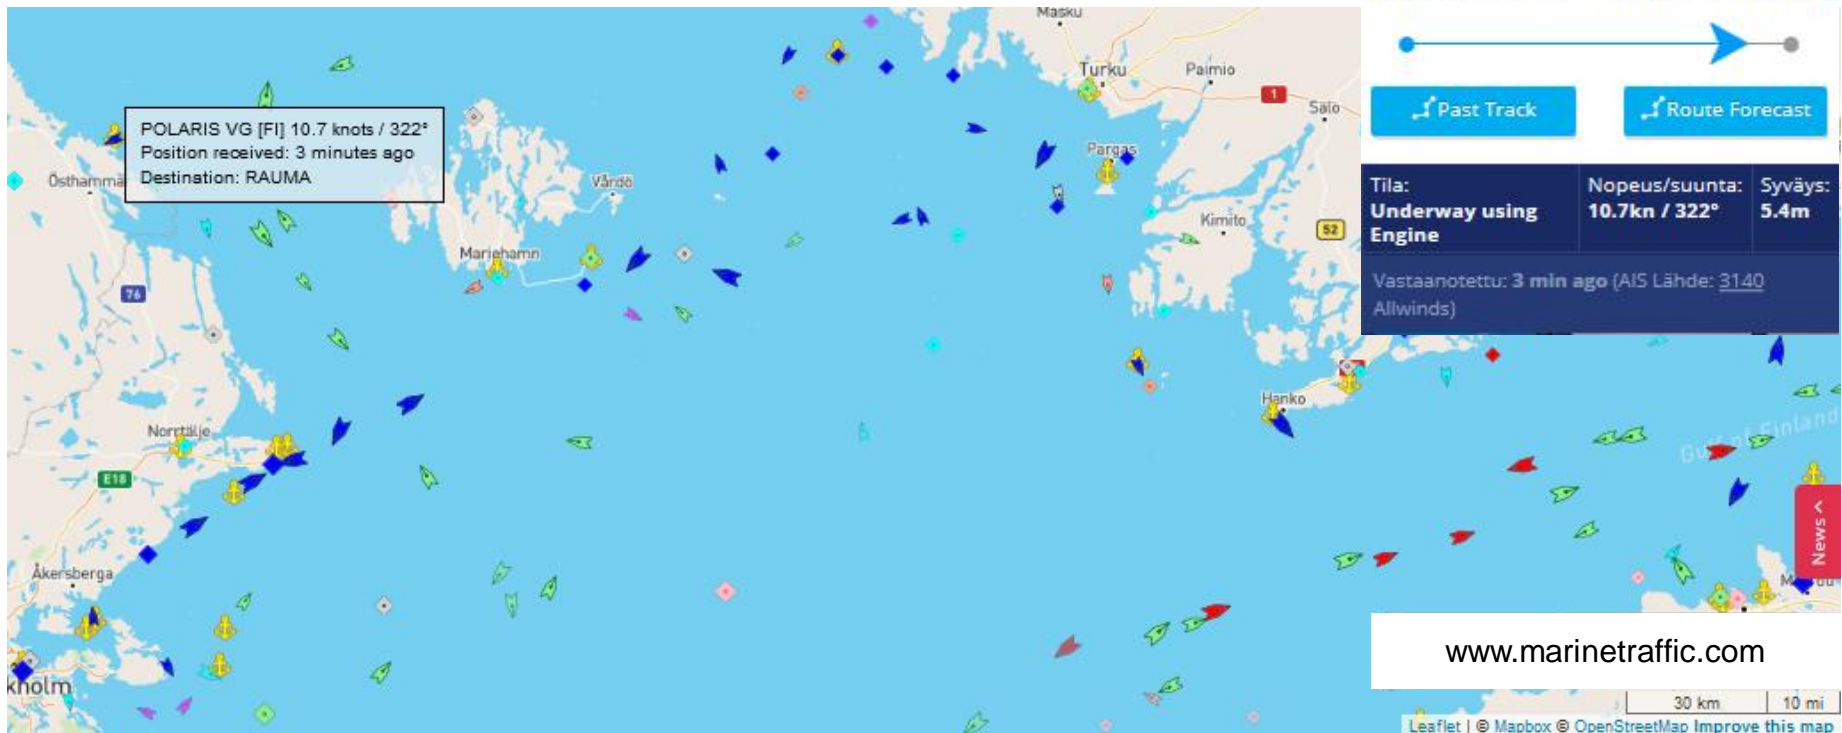 Masku
Turku
Paimio
1
Salo
Past Track
Route Forecast
POLARIS VG [FI] 10.7 knots / 322°
Position received: 3 minutes ago
Destination: RAUMA
Östhamma
Vårdö
Pargas
Kimito
52
Mariehamn
76
Tila:
Underway using
Engine
Nopeus/suunta:
10.7kn / 322°
Syväys:
5.4m
Vastaanotettu: 3 min ago (AIS Lähde: 3140
Allwinds)
Hanko
Norrtälje
E18
Gulf of Finland
News
Åkersberga
kholm
www.marinetraffic.com
30 km
10 mi
Leaflet | © Mapbox © OpenStreetMap Improve this map